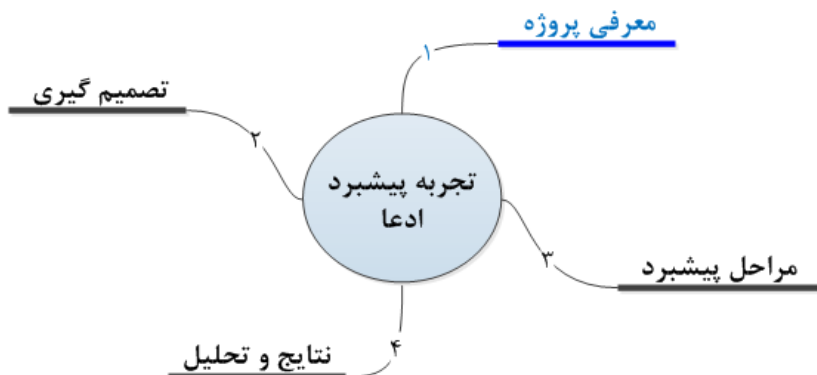 معرفی پروژه
۱
تصمیم گیری
۲
تجربه پیشبرد
ادعا
۳
مراحل پیشبرد
۴
نتایج و تحلیل